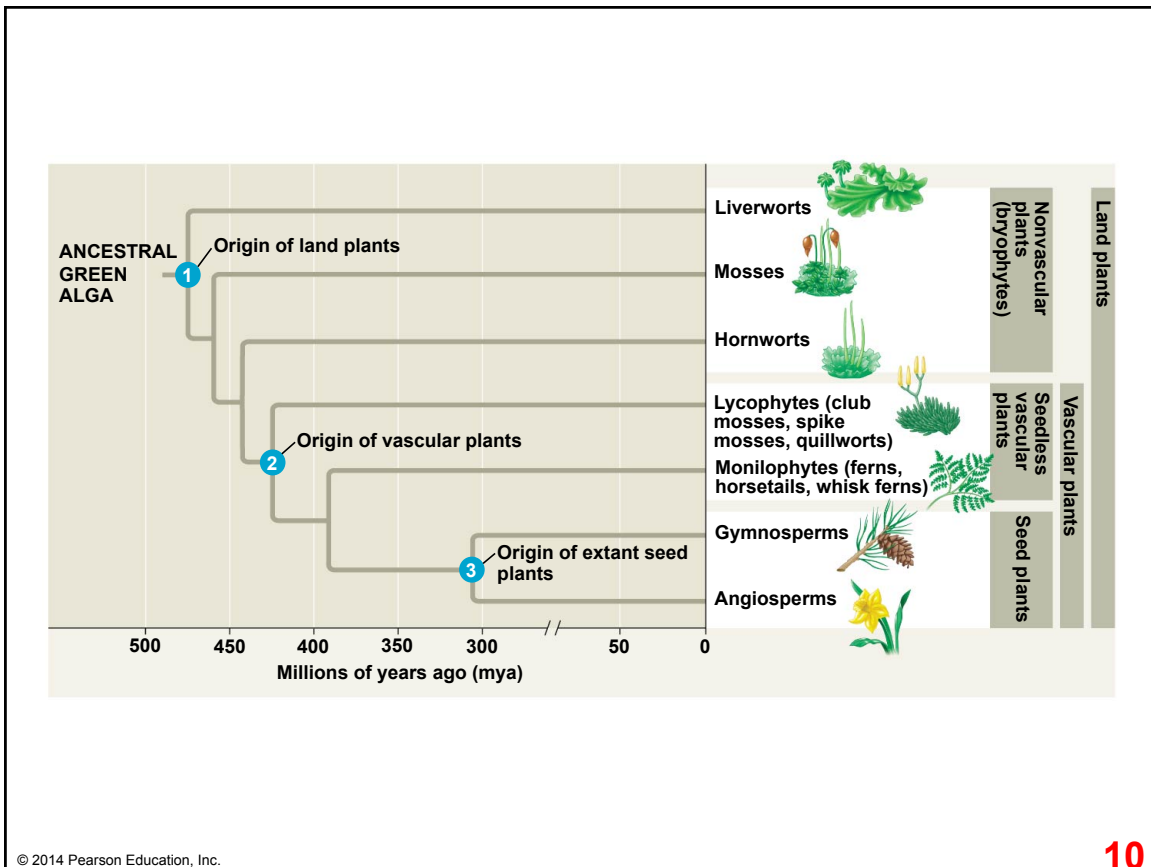 ANCESTRAL
GREEN
ALGA
1
Origin of land plants
2
Origin of vascular plants
3
Origin of extant seed
plants
Liverworts
Mosses
Hornworts
Lycophytes (club
mosses, spike
mosses, quillworts)
Monilophytes (ferns,
horsetails, whisk ferns)
Gymnosperms
Angiosperms
Nonvascular
plants
(bryophytes)
Seedless
vascular
plants
Seed plants
Vascular plants
Land plants
500 450 400 350 300 50 0
Millions of years ago (mya)
© 2014 Pearson Education, Inc.
10